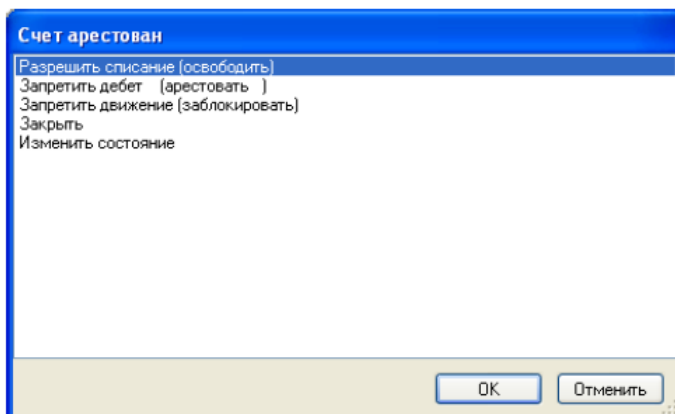 Счет арестован
Разрешить списание (освободить)
Запретить дебет (арестовать )
Запретить движение (заблокировать)
Закрыть
Изменить состояние
OK Отменить